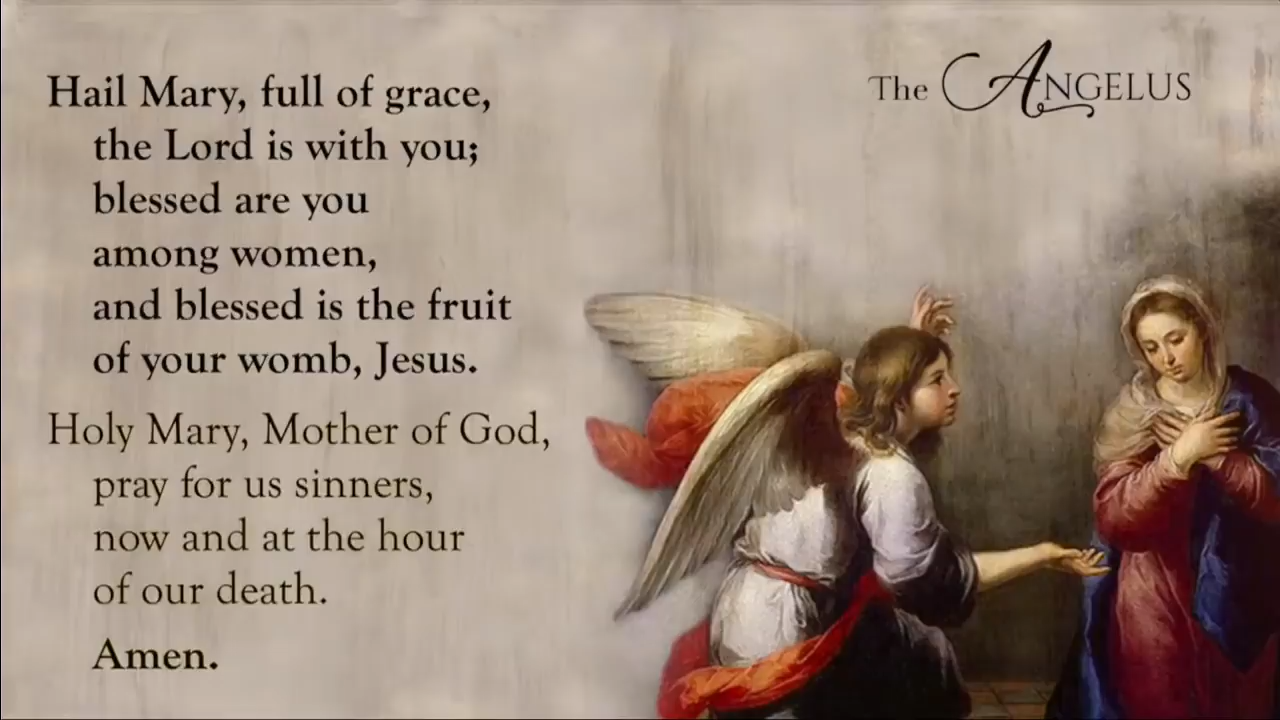 The ANGELUS
Hail Mary, full of grace,
the Lord is with you;
blessed are you
among women,
and blessed is the fruit
of your womb, Jesus.
Holy Mary, Mother of God,
pray for us sinners,
now and at the hour
of our death.
Amen.